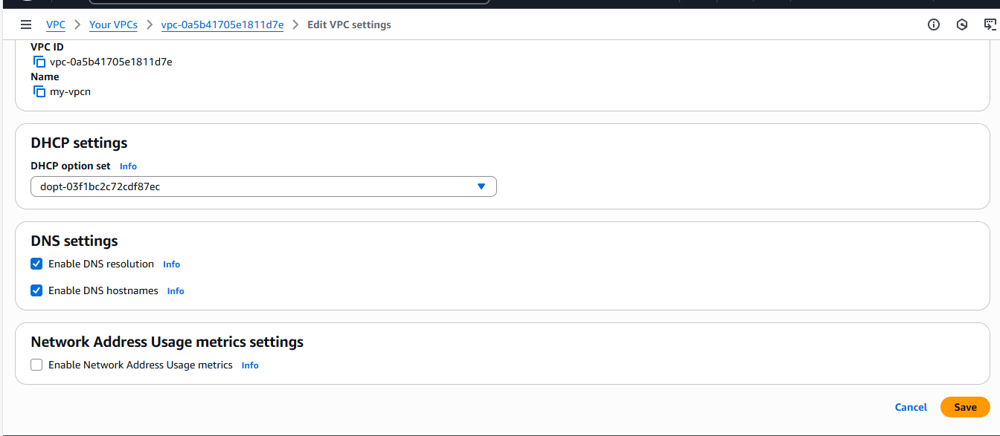 VPC > Your VPCs > vpc-0a5b41705e1811d7e > Edit VPC settings
VPC ID
vpc-0a5b41705e1811d7e
Name
my-vpcn
DHCP settings
DHCP option set Info
dopt-03f1bc2c72cdf87ec
DNS settings
Enable DNS resolution Info
Enable DNS hostnames Info
Network Address Usage metrics settings
Enable Network Address Usage metrics Info
Cancel Save